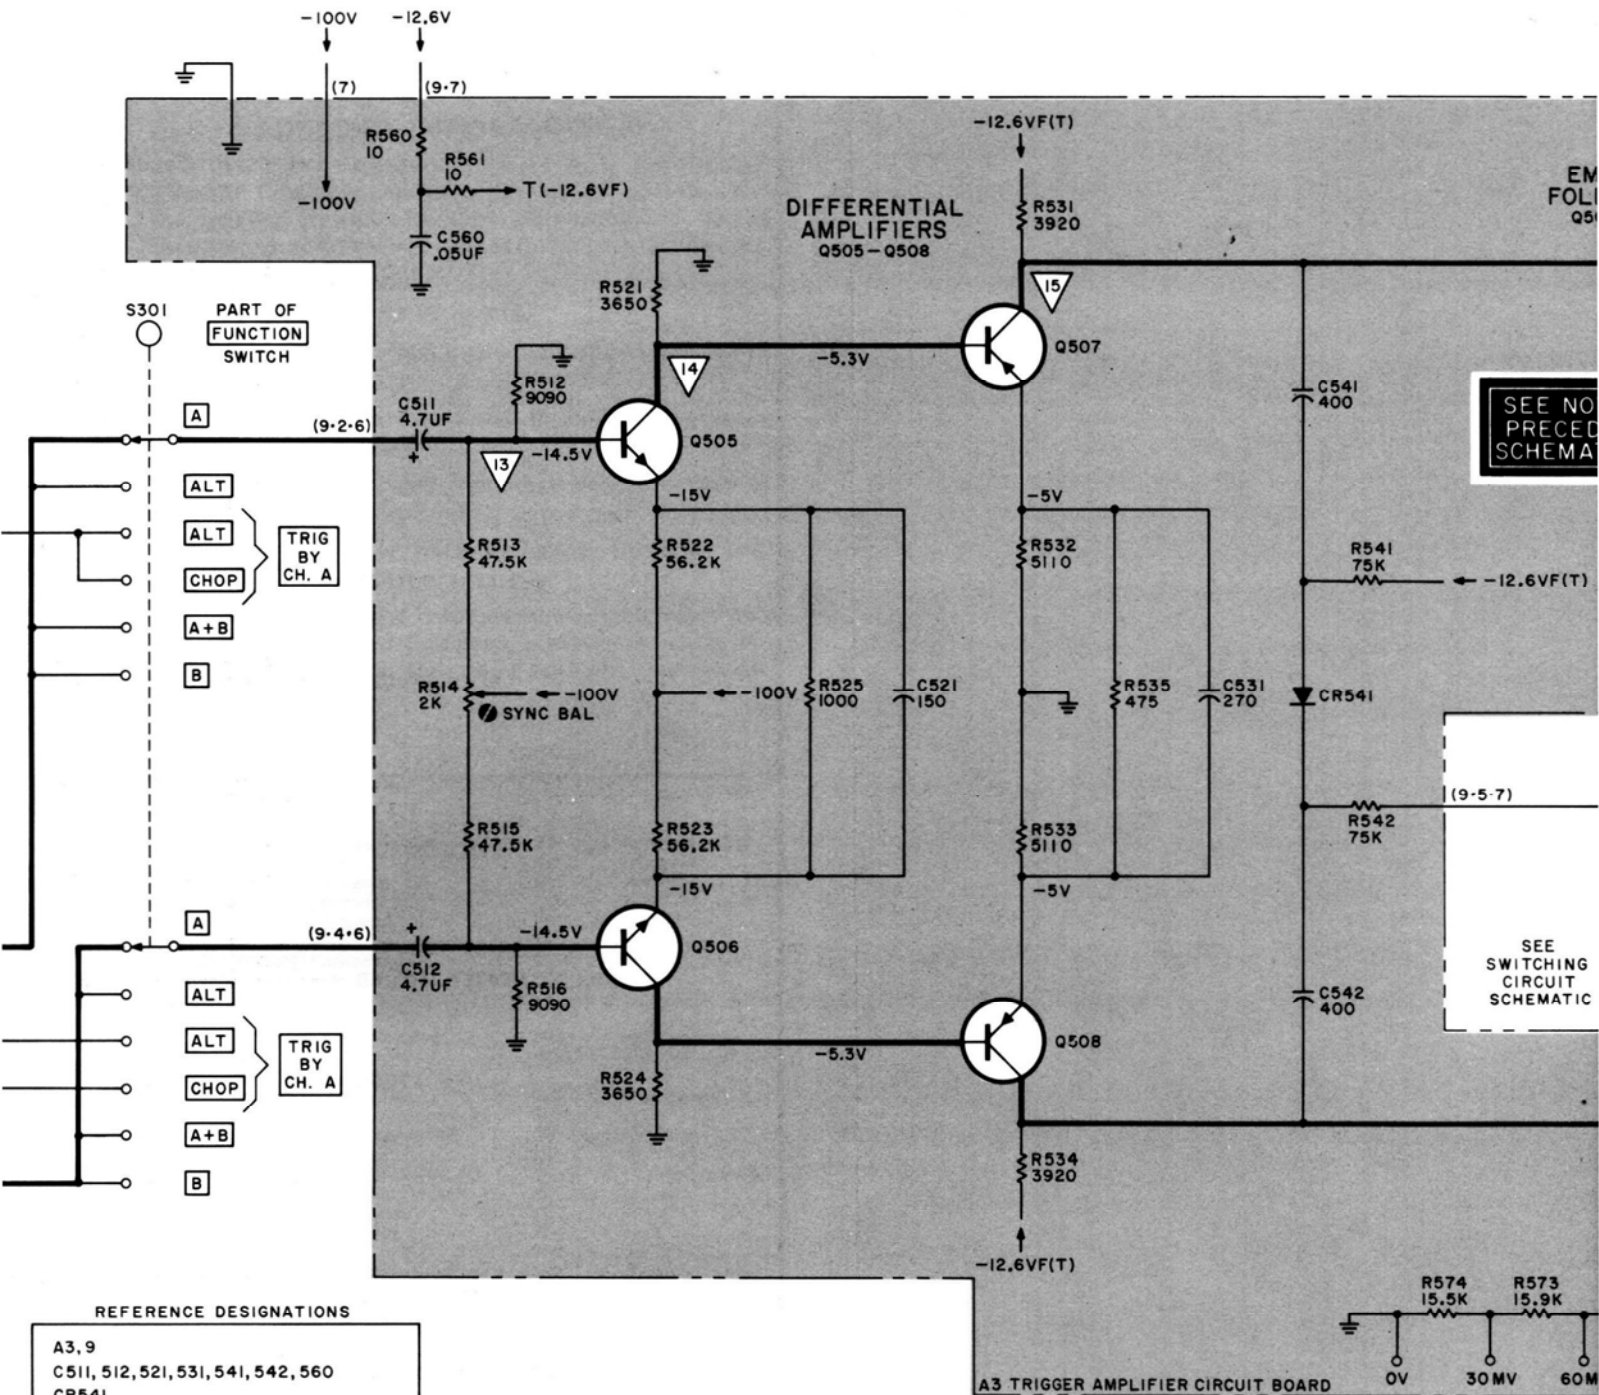 -100V
-12.6V
(7)
(9·7)
R560
10
R561
10
T(-12.6VF)
-100V
C560
.05UF
DIFFERENTIAL
AMPLIFIERS
Q505-Q508
-12.6VF(T)
R531
3920
EM
FOLL
S301
PART OF
FUNCTION
SWITCH
R521
3650
15
Q507
-5.3V
14
R512
9090
C511
4.7UF
+
(9·2·6)
A
13
-14.5V
Q505
C541
400
SEE NO
PRECED
SCHEMA
ALT
ALT
CHOP
TRIG
BY
CH. A
A+B
B
-15V
-5V
R513
47.5K
R522
56.2K
R532
5110
R541
75K
-12.6VF(T)
R514
2K
-100V
SYNC BAL
-100V
R525
1000
C521
150
R535
475
C531
270
CR541
R515
47.5K
R523
56.2K
R533
5110
(9·5·7)
R542
75K
-15V
-5V
A
(9·4·6)
+
C512
4.7UF
-14.5V
Q506
R516
9090
ALT
ALT
CHOP
TRIG
BY
CH. A
A+B
B
C542
400
SEE
SWITCHING
CIRCUIT
SCHEMATIC
-5.3V
Q508
R524
3650
R534
3920
-12.6VF(T)
R574
15.5K
R573
15.9K
0V
30MV
60M
A3 TRIGGER AMPLIFIER CIRCUIT BOARD
REFERENCE DESIGNATIONS
A3,9
C511,512,521,531,541,542,560
CR541